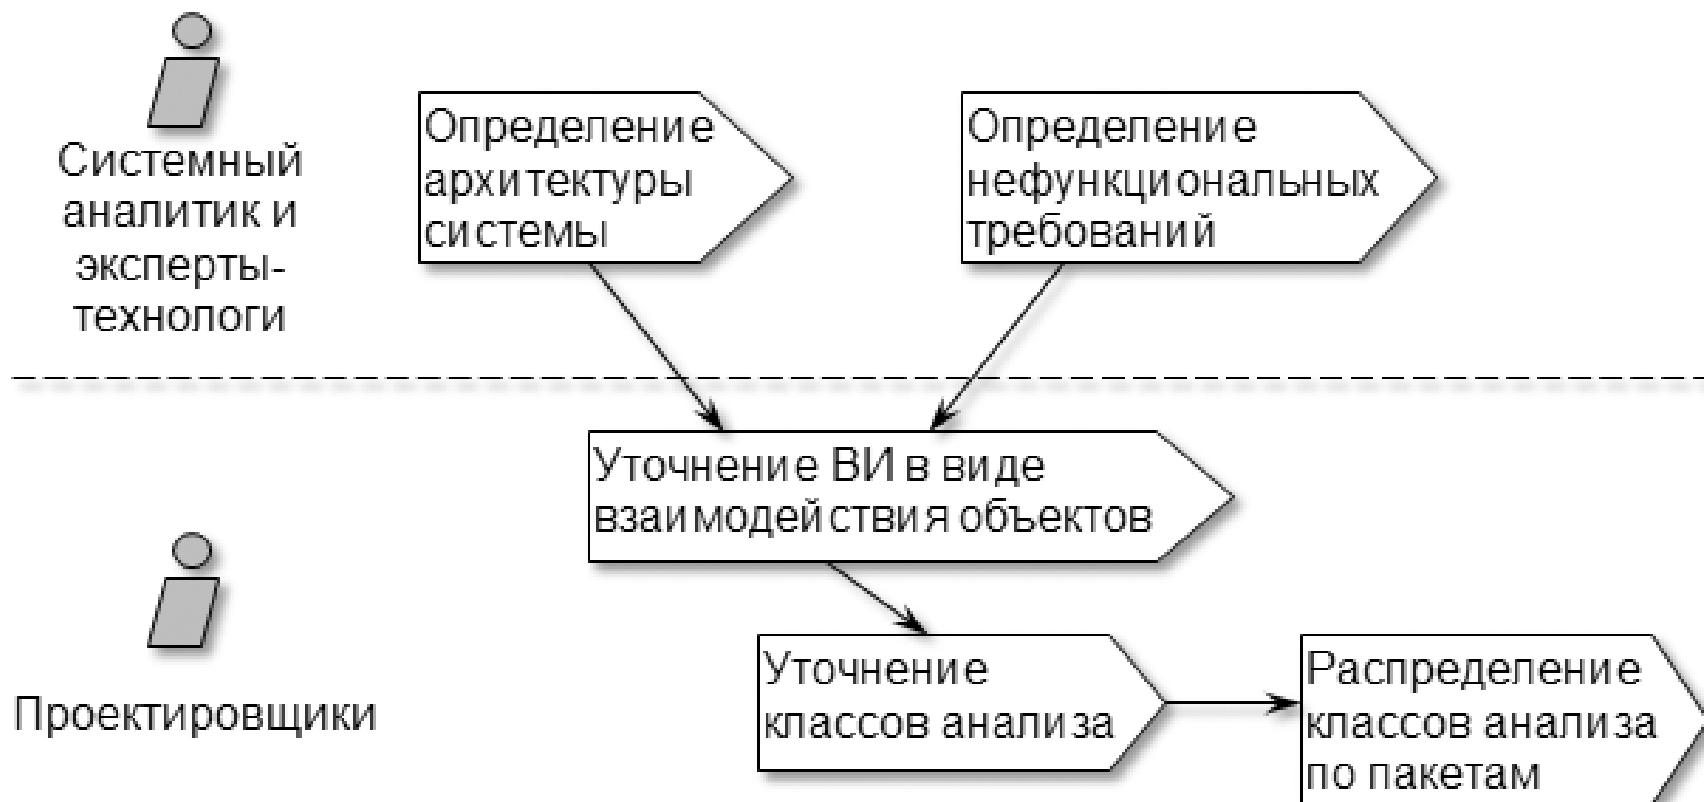 Системный
аналитик и
эксперты-
технологи
Определение
архитектуры
системы
Определение
нефункциональных
требований
Уточнение ВИ в виде
взаимодействия объектов
Проектировщики
Уточнение
классов анализа
Распределение
классов анализа
по пакетам